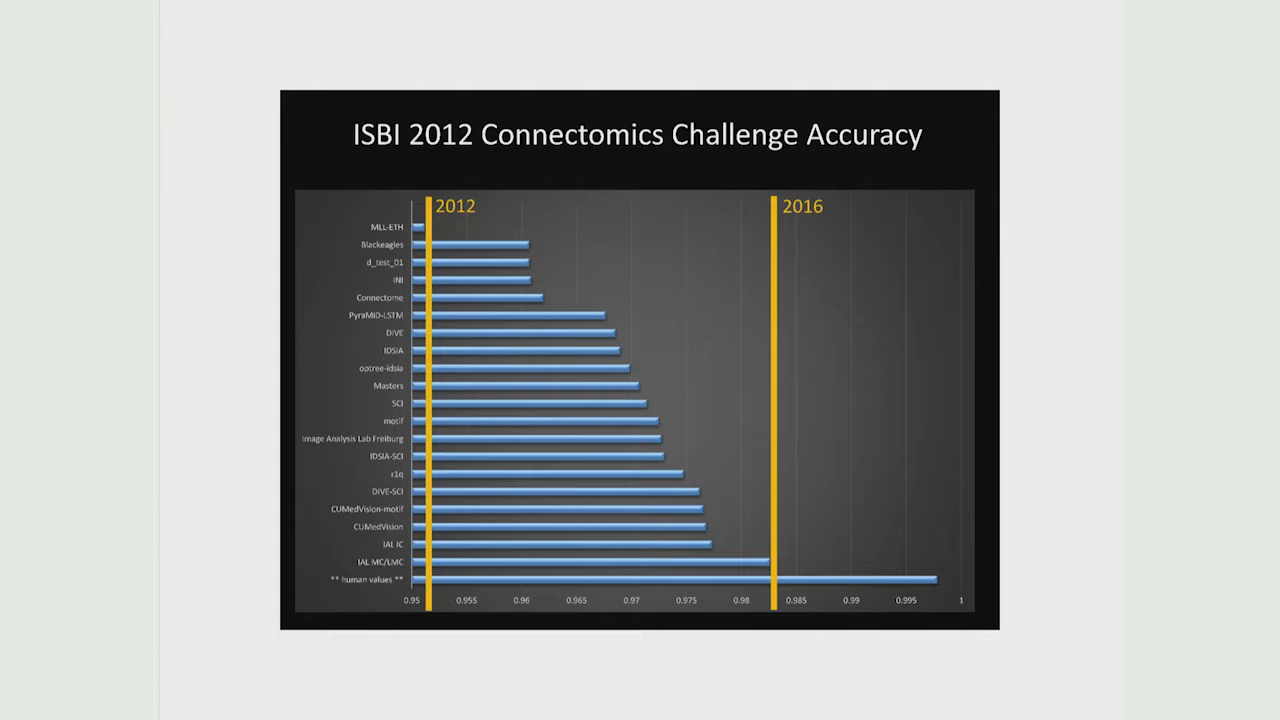 ISBI 2012 Connectomics Challenge Accuracy
2012
2016
MLL-ETH
Blackeagles
d_test_01
INI
Connectome
PyraMiD-LSTM
DIVE
IDSIA
optree-idsia
Masters
SCI
motif
Image Analysis Lab Freiburg
IDSIA-SCI
r1q
DIVE-SCI
CUMedVision-motif
CUMedVision
IAL IC
IAL MC/LMC
** human values **
0.95 0.955 0.96 0.965 0.97 0.975 0.98 0.985 0.99 0.995 1